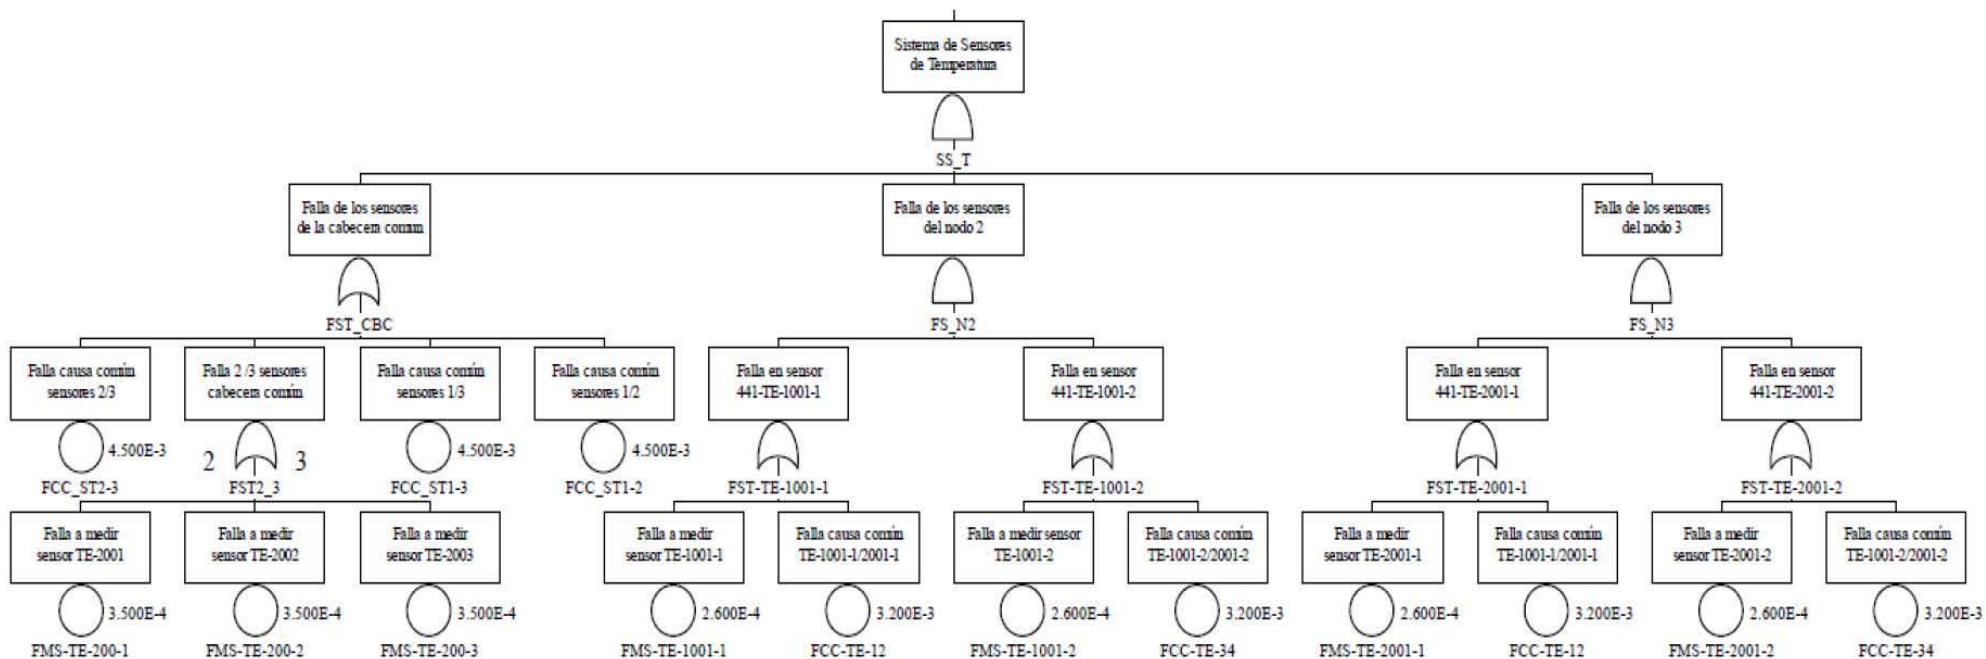 Sistema de Sensores
de Temperatura
SS_T
Falla de los sensores
de la cabecera común
Falla de los sensores
del nodo 2
Falla de los sensores
del nodo 3
FST_CBC
FS_N2
FS_N3
Falla causa común
sensores 2/3
Falla 2 /3 sensores
cabecera común
Falla causa común
sensores 1/3
Falla causa común
sensores 1/2
Falla en sensor
441-TE-1001-1
Falla en sensor
441-TE-1001-2
Falla en sensor
441-TE-2001-1
Falla en sensor
441-TE-2001-2
4.500E-3
2
3
4.500E-3
4.500E-3
FCC_ST2-3
FST2_3
FCC_ST1-3
FCC_ST1-2
FST-TE-1001-1
FST-TE-1001-2
FST-TE-2001-1
FST-TE-2001-2
Falla a medir
sensor TE-2001
Falla a medir
sensor TE-2002
Falla a medir
sensor TE-2003
Falla a medir
sensor TE-1001-1
Falla causa común
TE-1001-1/2001-1
Falla a medir sensor
TE-1001-2
Falla causa común
TE-1001-2/2001-2
Falla a medir
sensor TE-2001-1
Falla causa común
TE-1001-1/2001-1
Falla a medir
sensor TE-2001-2
Falla causa común
TE-1001-2/2001-2
3.500E-4
3.500E-4
3.500E-4
2.600E-4
3.200E-3
2.600E-4
3.200E-3
2.600E-4
3.200E-3
2.600E-4
3.200E-3
FMS-TE-200-1
FMS-TE-200-2
FMS-TE-200-3
FMS-TE-1001-1
FCC-TE-12
FMS-TE-1001-2
FCC-TE-34
FMS-TE-2001-1
FCC-TE-12
FMS-TE-2001-2
FCC-TE-34